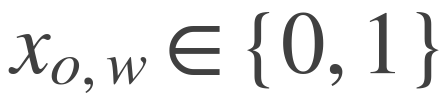 x_{o,w} ∈ {0, 1}